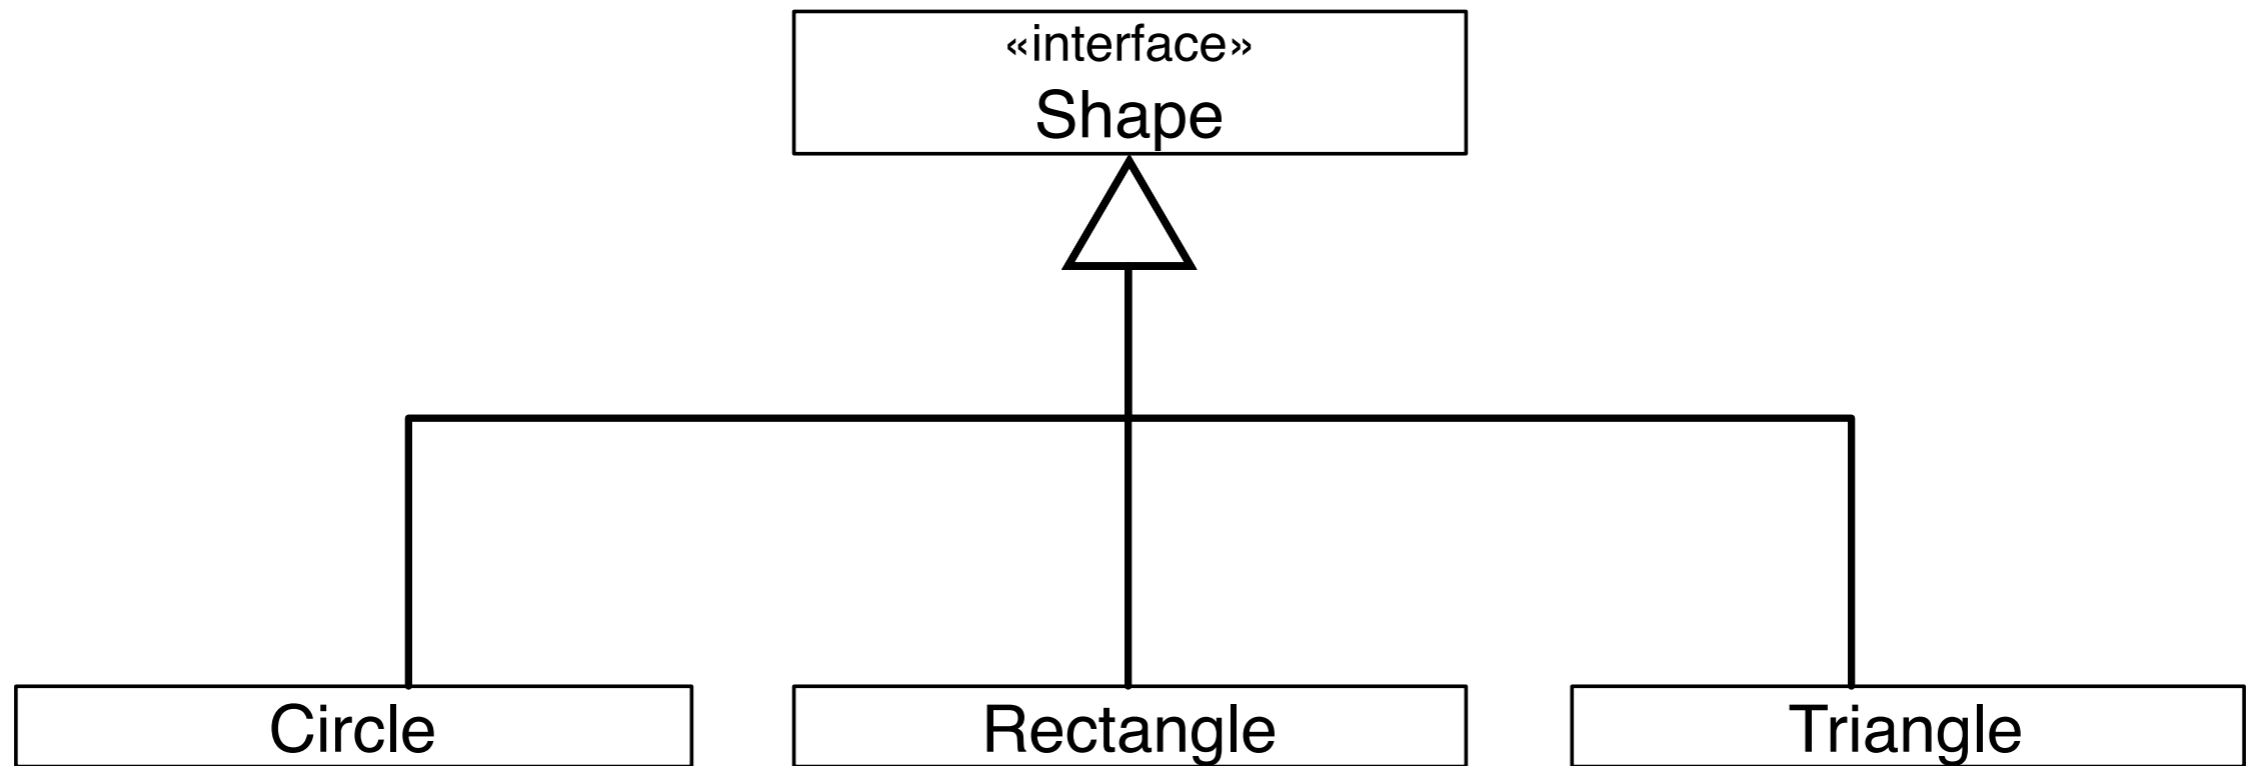 «interface»
Shape
Circle
Rectangle
Triangle